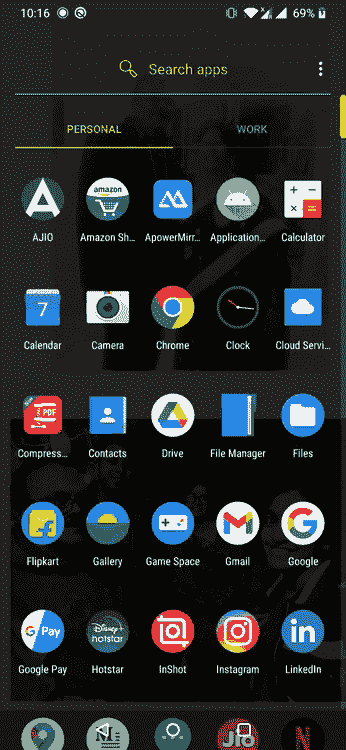 10:16 69%
Search apps
PERSONAL WORK
amazon
AJIO Amazon Sh... ApowerMirr... Application... Calculator
7
Calendar Camera Chrome Clock Cloud Servi...
PDF
Compress... Contacts Drive File Manager Files
Flipkart Gallery Game Space Gmail Google
G Pay Disney+ hotstar in
Google Pay Hotstar InShot Instagram LinkedIn
Jio N